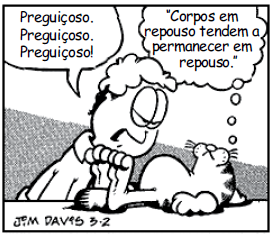 Preguiçoso.
Preguiçoso.
Preguiçoso!
"Corpos em
repouso tendem a
permanecer em
repouso."
JIM DAVIS 3-2